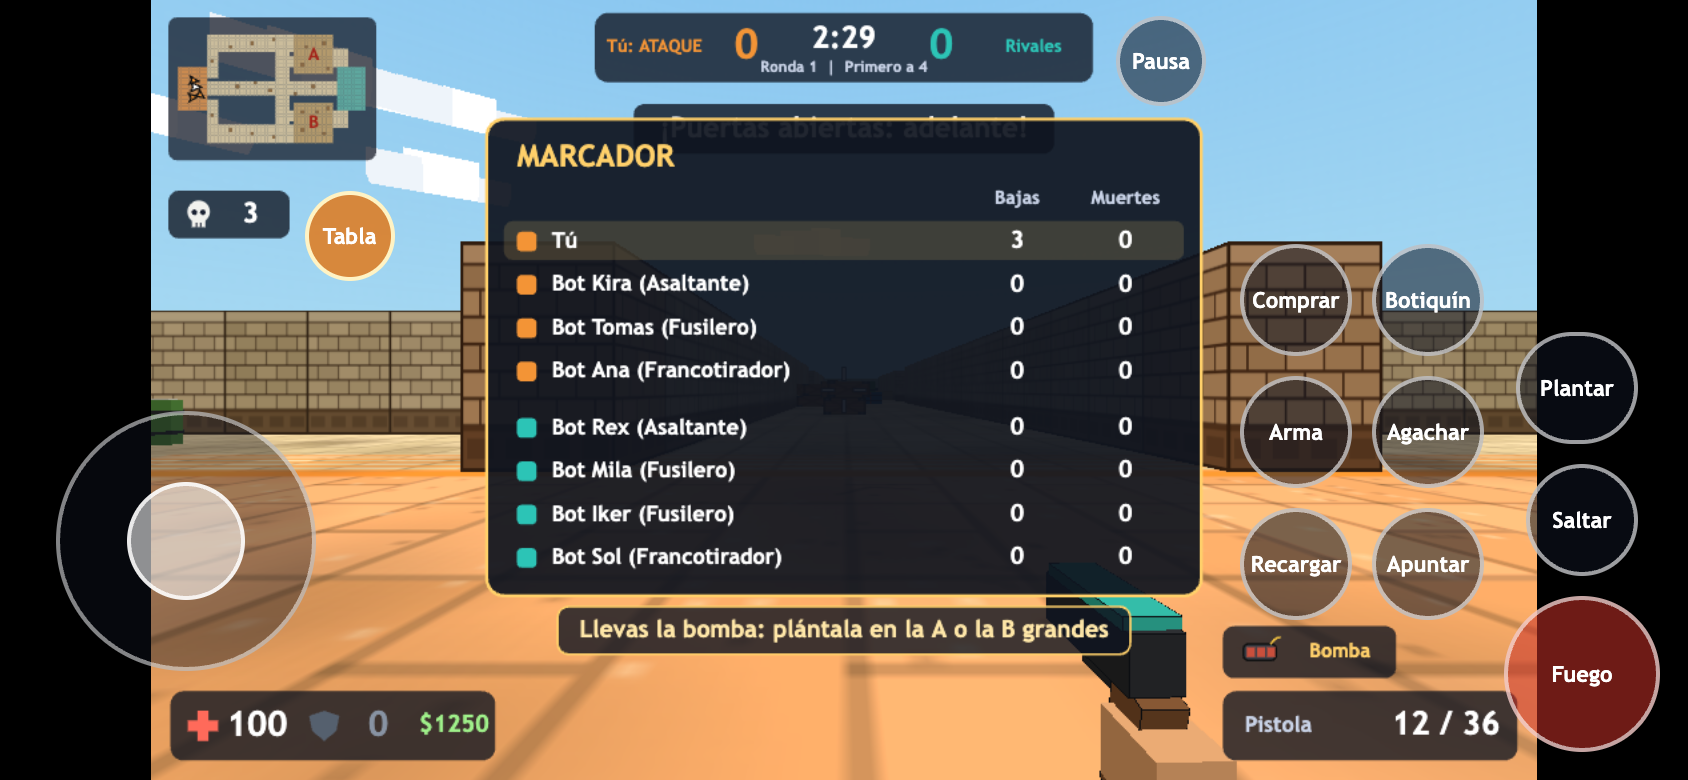 A
B
Tú: ATAQUE 0 2:29 0 Rivales
Ronda 1 | Primero a 4
Pausa
¡Puertas abiertas: adelante!
3
Tabla
MARCADOR
Bajas Muertes
Tú 3 0
Bot Kira (Asaltante) 0 0
Bot Tomas (Fusilero) 0 0
Bot Ana (Francotirador) 0 0
Bot Rex (Asaltante) 0 0
Bot Mila (Fusilero) 0 0
Bot Iker (Fusilero) 0 0
Bot Sol (Francotirador) 0 0
Llevas la bomba: plántala en la A o la B grandes
Comprar
Botiquín
Plantar
Arma
Agachar
Saltar
Recargar
Apuntar
Bomba
Fuego
100 0 $1250
Pistola 12 / 36